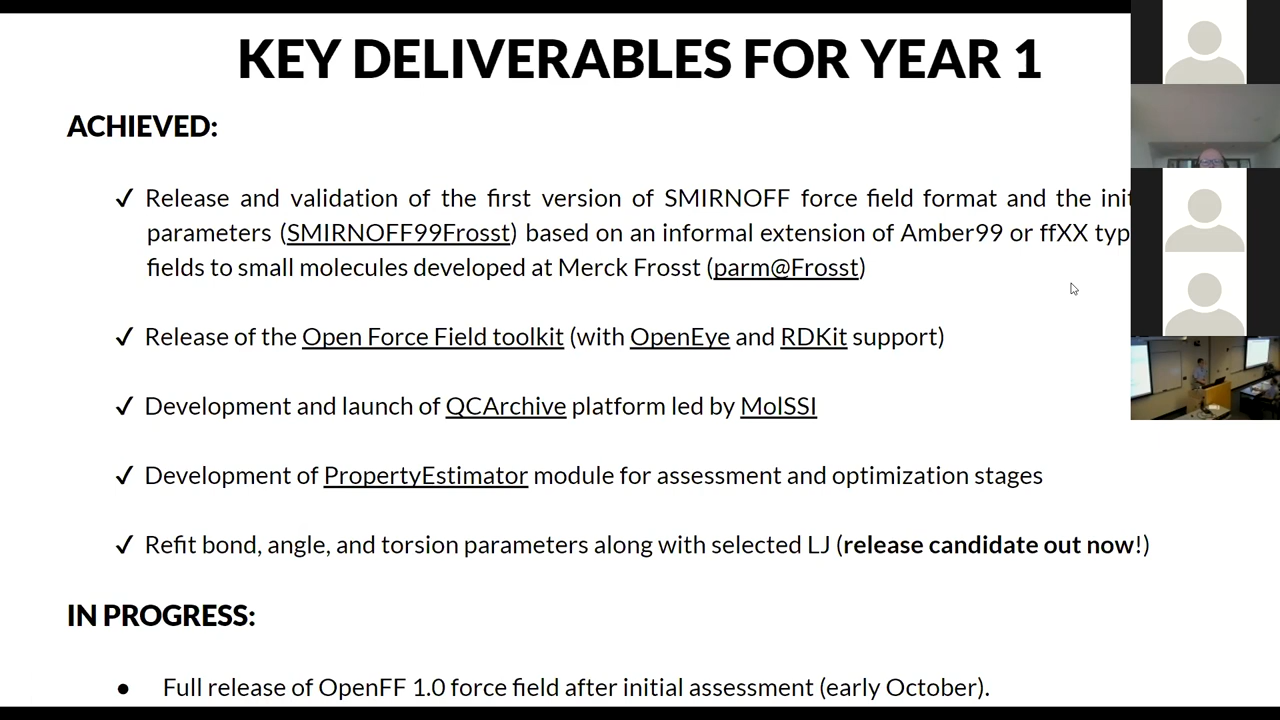 KEY DELIVERABLES FOR YEAR 1
ACHIEVED:
✓ Release and validation of the first version of SMIRNOFF force field format and the
parameters (SMIRNOFF99Frosst) based on an informal extension of Amber99 or ffXX
fields to small molecules developed at Merck Frosst (parm@Frosst)
✓ Release of the Open Force Field toolkit (with OpenEye and RDKit support)
✓ Development and launch of QCArchive platform led by MolSSI
✓ Development of PropertyEstimator module for assessment and optimization stages
✓ Refit bond, angle, and torsion parameters along with selected LJ (release candidate out now!)
IN PROGRESS:
● Full release of OpenFF 1.0 force field after initial assessment (early October).